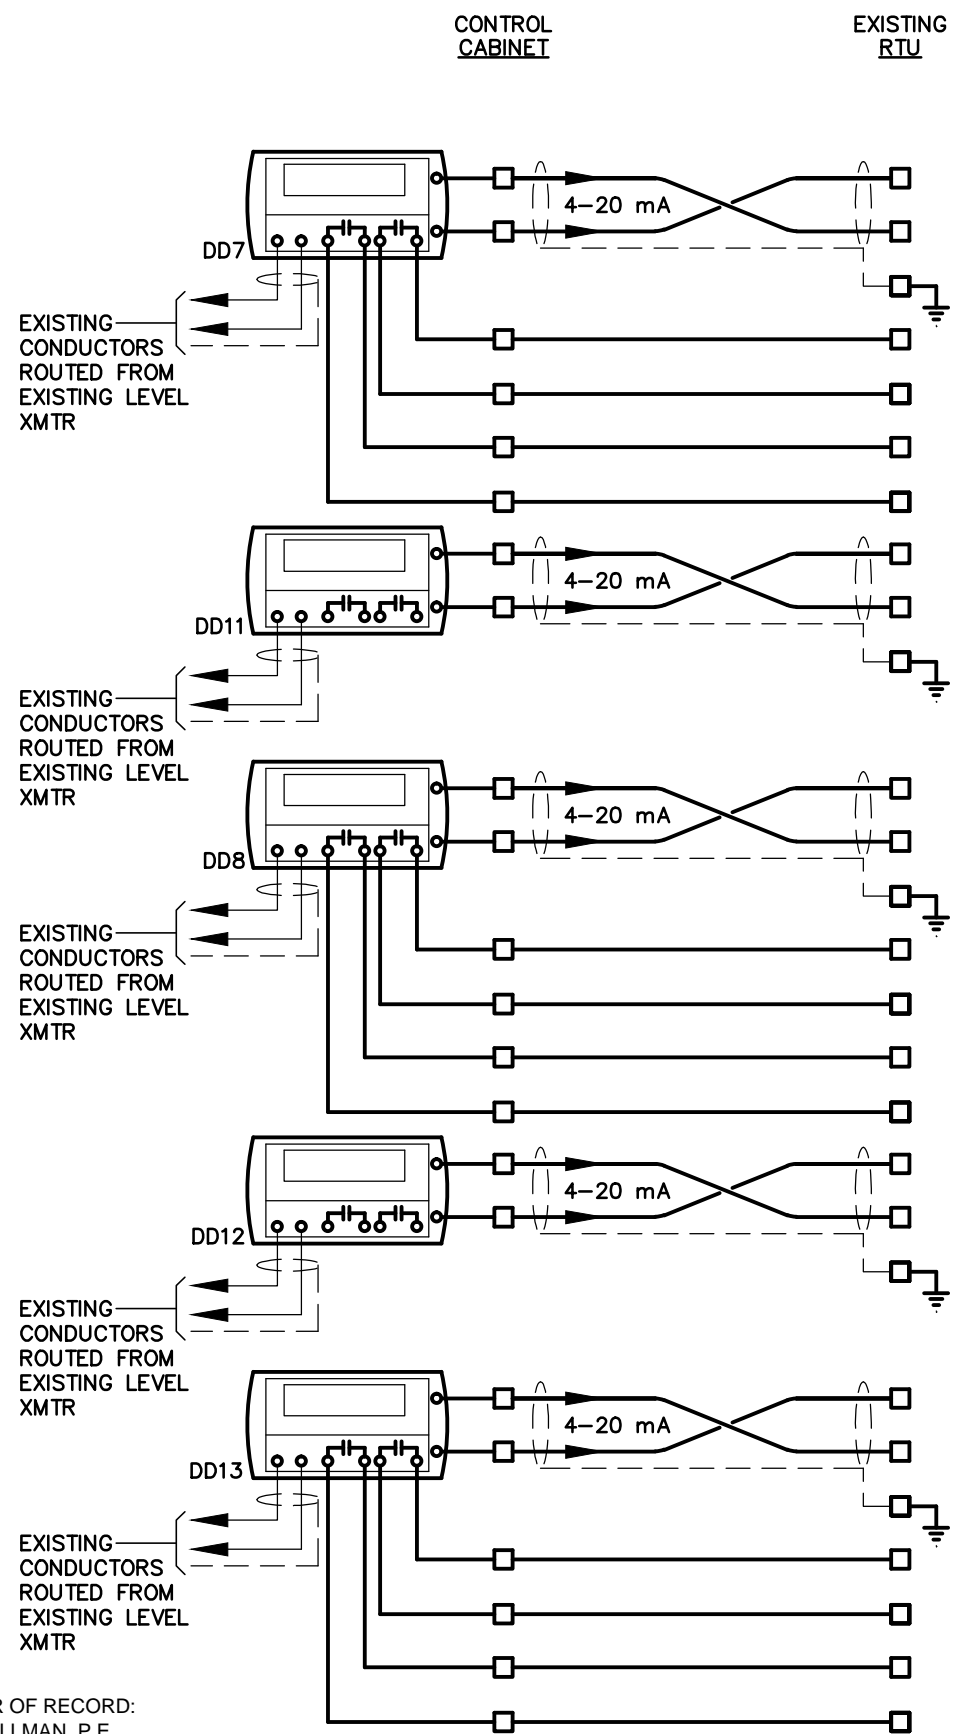 CONTROL
CABINET
EXISTING
RTU
4-20 mA
DD7
EXISTING
CONDUCTORS
ROUTED FROM
EXISTING LEVEL
XMTR
4-20 mA
DD11
EXISTING
CONDUCTORS
ROUTED FROM
EXISTING LEVEL
XMTR
4-20 mA
DD8
EXISTING
CONDUCTORS
ROUTED FROM
EXISTING LEVEL
XMTR
4-20 mA
DD12
EXISTING
CONDUCTORS
ROUTED FROM
EXISTING LEVEL
XMTR
4-20 mA
DD13
EXISTING
CONDUCTORS
ROUTED FROM
EXISTING LEVEL
XMTR
OF RECORD:
P.E.